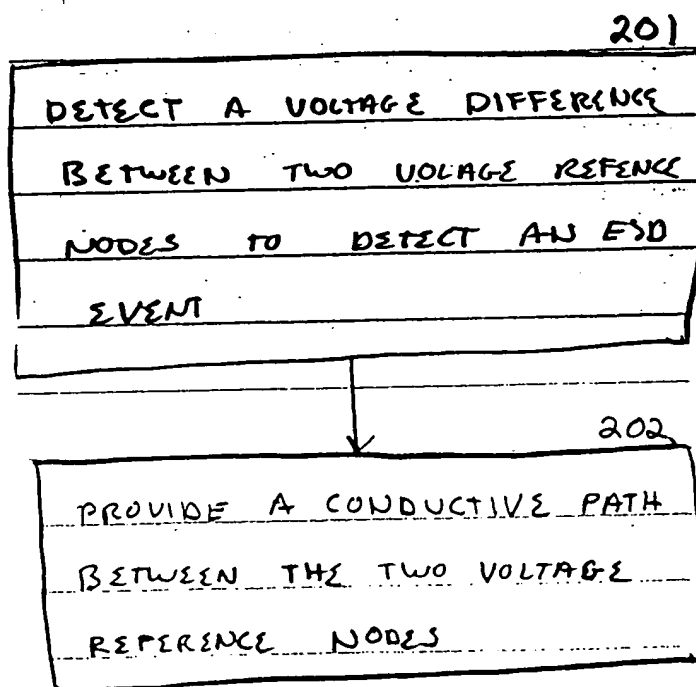 201
DETECT A VOLTAGE DIFFERENCE
BETWEEN TWO VOLAGE REFENCE
NODES TO DETECT AN ESD
EVENT
202
PROVIDE A CONDUCTIVE PATH
BETWEEN THE TWO VOLTAGE
REFERENCE NODES